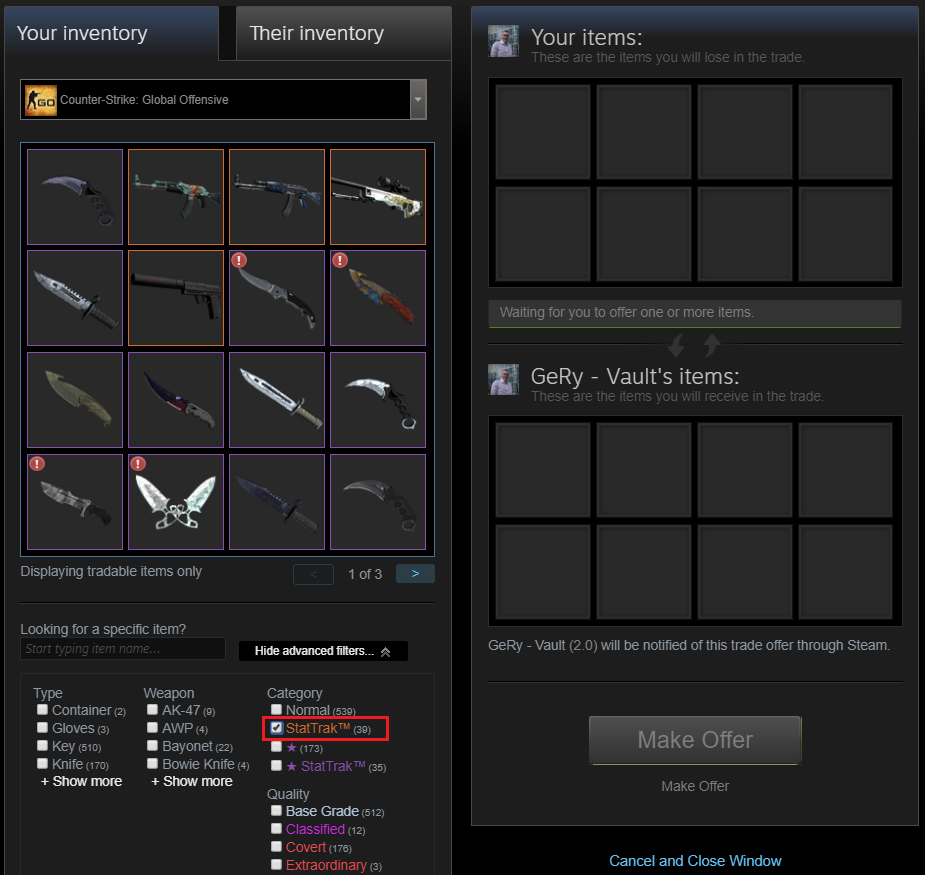 Your inventory
Their inventory
GO Counter-Strike: Global Offensive
!
!
!
!
Displaying tradable items only
< 1 of 3 >
Looking for a specific item?
Start typing item name...
Hide advanced filters...
Type
Container (2)
Gloves (3)
Key (510)
Knife (170)
+ Show more
Weapon
AK-47 (9)
AWP (4)
Bayonet (22)
Bowie Knife (4)
+ Show more
Category
Normal (539)
StatTrak™ (39)
★ (173)
★ StatTrak™ (35)
Quality
Base Grade (512)
Classified (12)
Covert (176)
Extraordinary (3)
Your items:
These are the items you will lose in the trade.
Waiting for you to offer one or more items.
GeRy - Vault's items:
These are the items you will receive in the trade.
GeRy - Vault (2.0) will be notified of this trade offer through Steam.
Make Offer
Make Offer
Cancel and Close Window